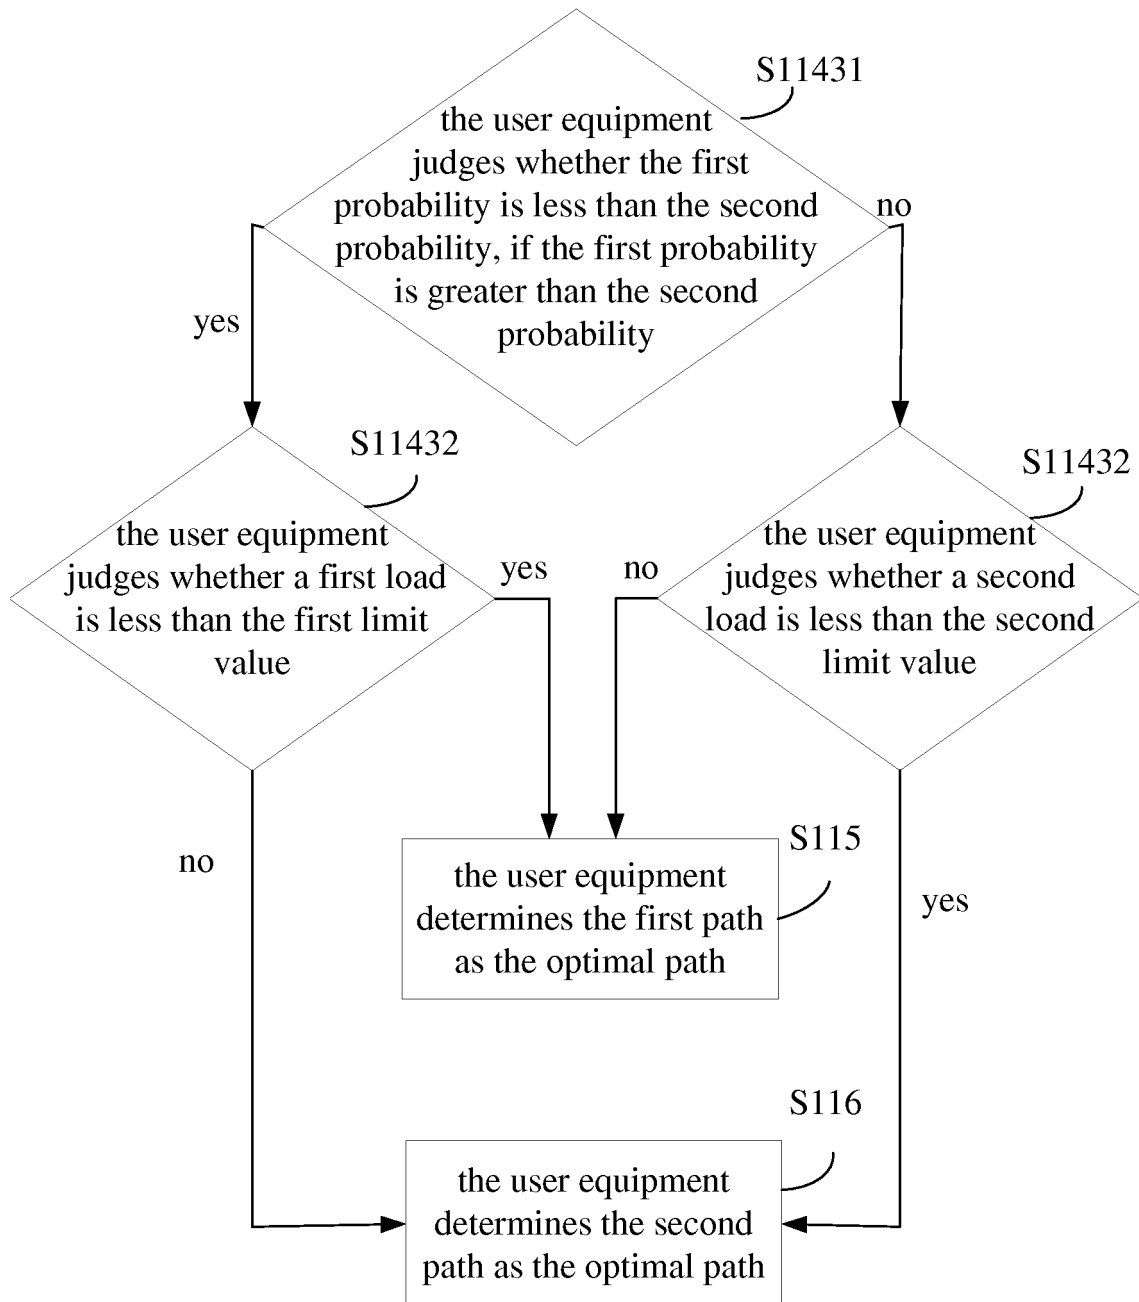 S11431
the user equipment
judges whether the first
probability is less than the second
probability, if the first probability
is greater than the second
probability
no
yes
S11432
the user equipment
judges whether a first load
is less than the first limit
value
yes
no
S11432
the user equipment
judges whether a second
load is less than the second
limit value
no
yes
S115
the user equipment
determines the first path
as the optimal path
S116
the user equipment
determines the second
path as the optimal path